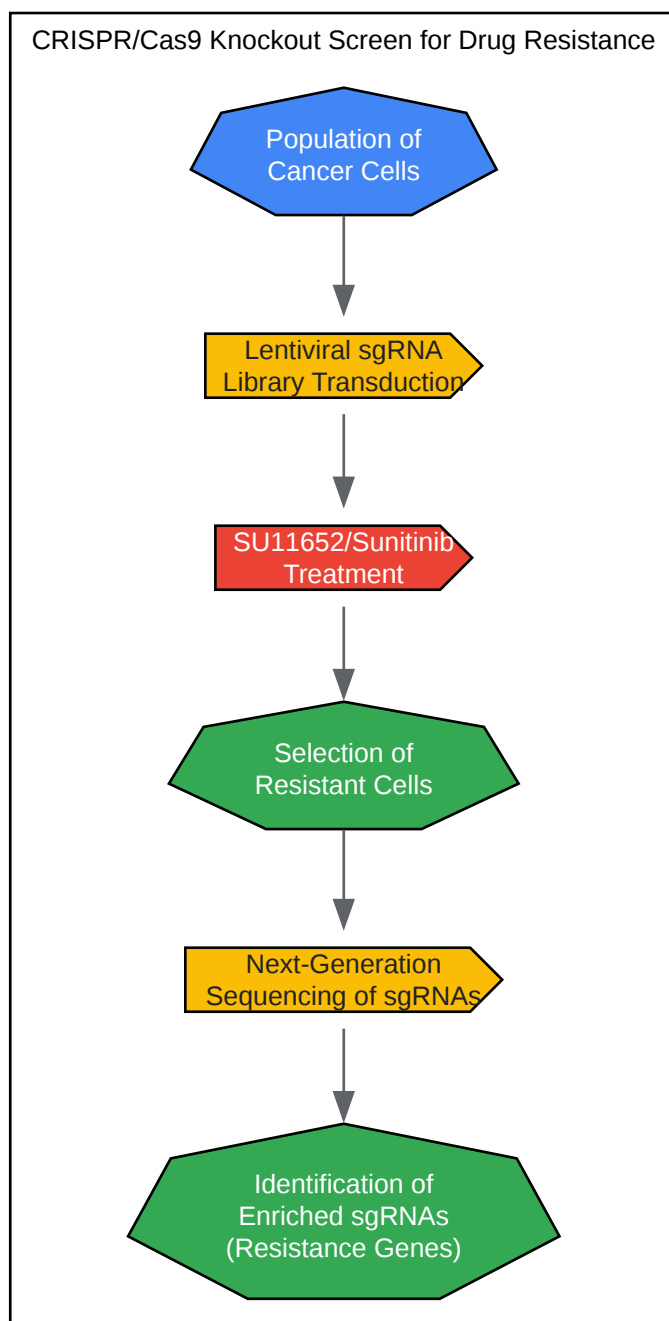 CRISPR/Cas9 Knockout Screen for Drug Resistance
Population of
Cancer Cells
Lentiviral sgRNA
Library Transduction
SU11652/Sunitinib
Treatment
Selection of
Resistant Cells
Next-Generation
Sequencing of sgRNAs
Identification of
Enriched sgRNAs
(Resistance Genes)